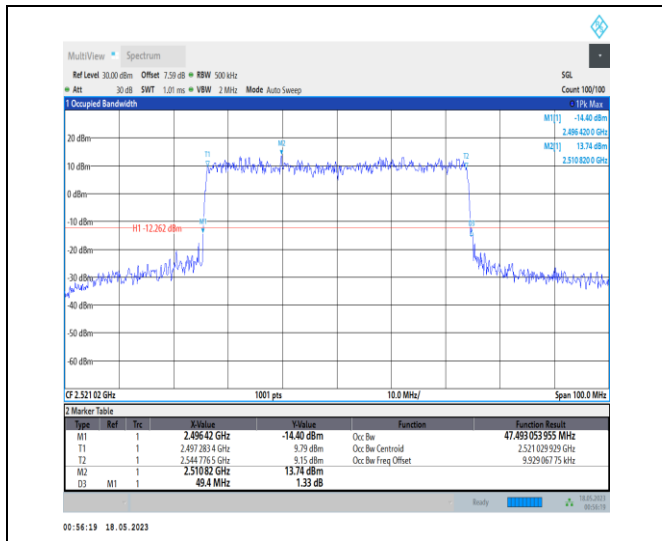 MultiView Spectrum
Ref Level 30.00 dBm Offset 7.59 dB RBW 500 kHz SGL
Att 30 dB SWT 1.01 ms VBW 2 MHz Mode Auto Sweep Count 100/100
1 Occupied Bandwidth 1Pk Max
M1[1] -14.40 dBm
2.496 420 0 GHz
M2[1] 13.74 dBm
2.510 820 0 GHz
20 dBm
M2
T1 T2
10 dBm
0 dBm
-10 dBm
M1
H1 -12.262 dBm
-20 dBm
-30 dBm
-40 dBm
-50 dBm
-60 dBm
CF 2.521 02 GHz 1001 pts 10.0 MHz/ Span 100.0 MHz
2 Marker Table
Type Ref Trc X-Value Y-Value Function Function Result
M1 1 2.496 42 GHz -14.40 dBm Occ Bw 47.493 053 955 MHz
T1 1 2.497 283 4 GHz 9.79 dBm Occ Bw Centroid 2.521 029 929 GHz
T2 1 2.544 776 5 GHz 9.15 dBm Occ Bw Freq Offset 9.929 067 75 kHz
M2 1 2.510 82 GHz 13.74 dBm
D3 M1 1 49.4 MHz 1.33 dB
Ready 18.05.2023
00:56:18
00:56:19 18.05.2023